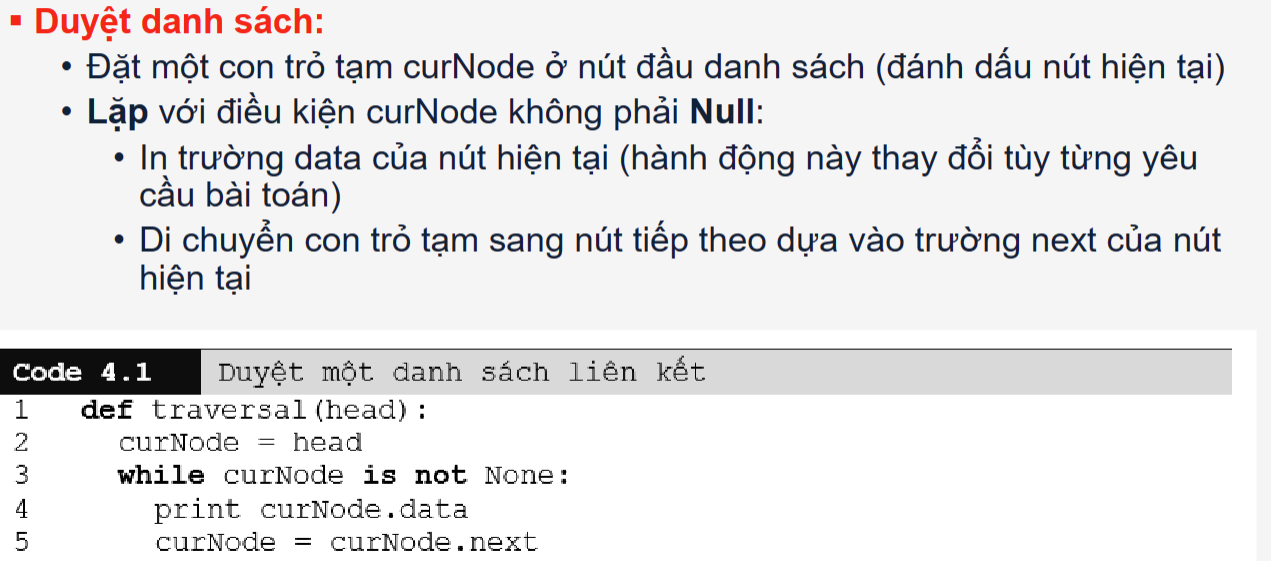 ▪ Duyệt danh sách:
• Đặt một con trỏ tạm curNode ở nút đầu danh sách (đánh dấu nút hiện tại)
• Lặp với điều kiện curNode không phải Null:
• In trường data của nút hiện tại (hành động này thay đổi tùy từng yêu
cầu bài toán)
• Di chuyển con trỏ tạm sang nút tiếp theo dựa vào trường next của nút
hiện tại
Code 4.1 Duyệt một danh sách liên kết
1 def traversal(head):
2 curNode = head
3 while curNode is not None:
4 print curNode.data
5 curNode = curNode.next